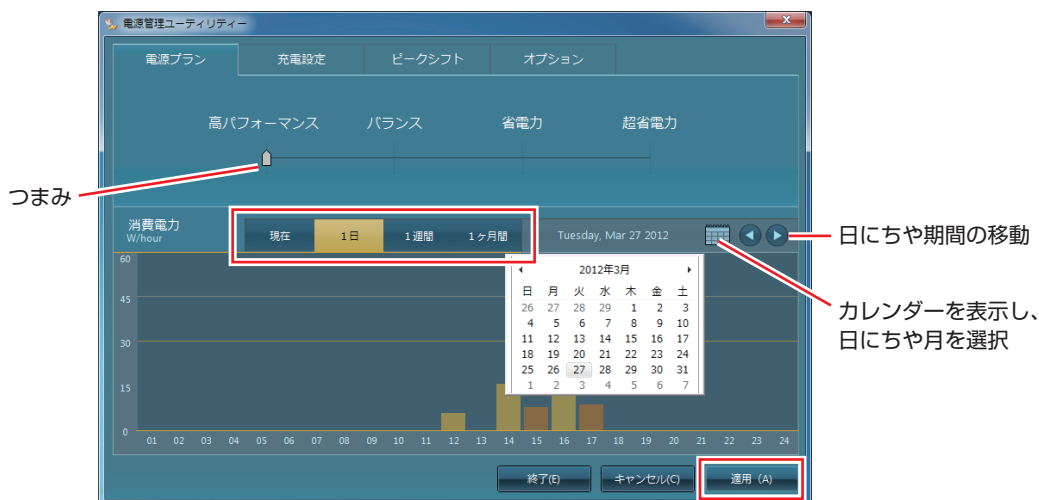 電源管理ユーティリティー
電源プラン 充電設定 ピークシフト オプション
高パフォーマンス バランス 省電力 超省電力
つまみ
消費電力
W/hour
現在 1日 1週間 1ヶ月間 Tuesday, Mar 27 2012
日にちや期間の移動
カレンダーを表示し、
日にちや月を選択
2012年3月
日 月 火 水 木 金 土
26 27 28 29 1 2 3
4 5 6 7 8 9 10
11 12 13 14 15 16 17
18 19 20 21 22 23 24
25 26 27 28 29 30 31
1 2 3 4 5 6 7
60
45
30
15
0
01 02 03 04 05 06 07 08 09 10 11 12 13 14 15 16 17 18 19 20 21 22 23 24
終了(E) キャンセル(C) 適用（A）